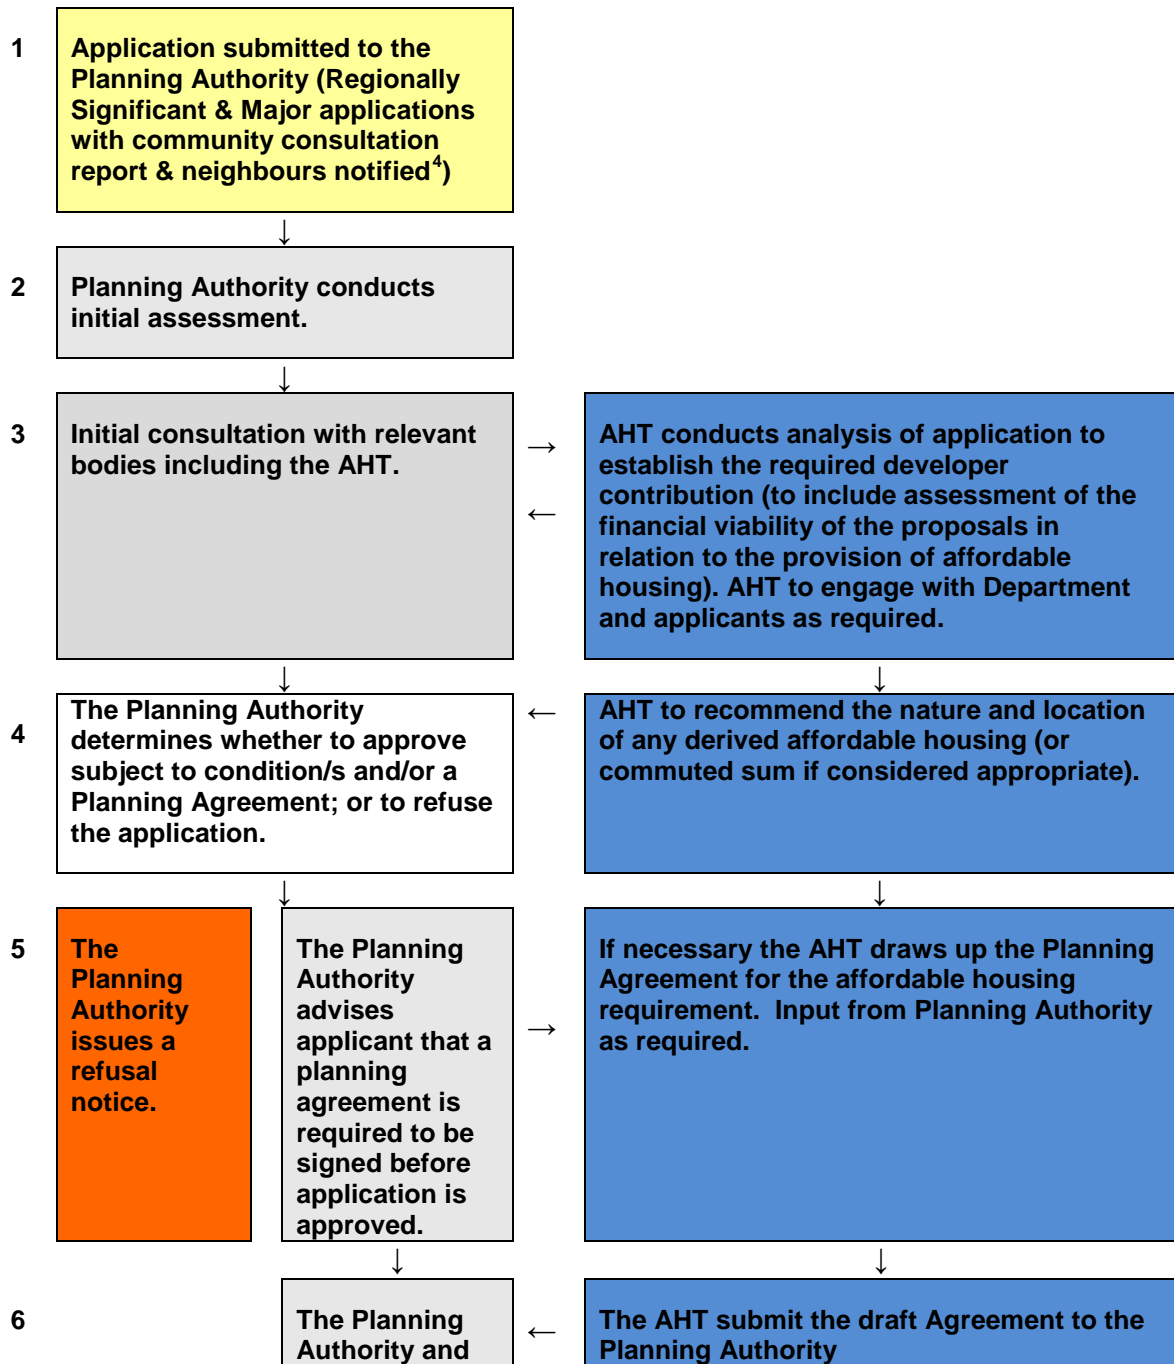 1
Application submitted to the
Planning Authority (Regionally
Significant & Major applications
with community consultation
report & neighbours notified⁴)
↓
2
Planning Authority conducts
initial assessment.
↓
3
Initial consultation with relevant
bodies including the AHT.
→
←
AHT conducts analysis of application to
establish the required developer
contribution (to include assessment of the
financial viability of the proposals in
relation to the provision of affordable
housing). AHT to engage with Department
and applicants as required.
↓
↓
4
The Planning Authority
determines whether to approve
subject to condition/s and/or a
Planning Agreement; or to refuse
the application.
←
AHT to recommend the nature and location
of any derived affordable housing (or
commuted sum if considered appropriate).
↓
↓
5
The
Planning
Authority
issues a
refusal
notice.
The Planning
Authority
advises
applicant that a
planning
agreement is
required to be
signed before
application is
approved.
→
If necessary the AHT draws up the Planning
Agreement for the affordable housing
requirement. Input from Planning Authority
as required.
↓
↓
6
The Planning
Authority and
←
The AHT submit the draft Agreement to the
Planning Authority